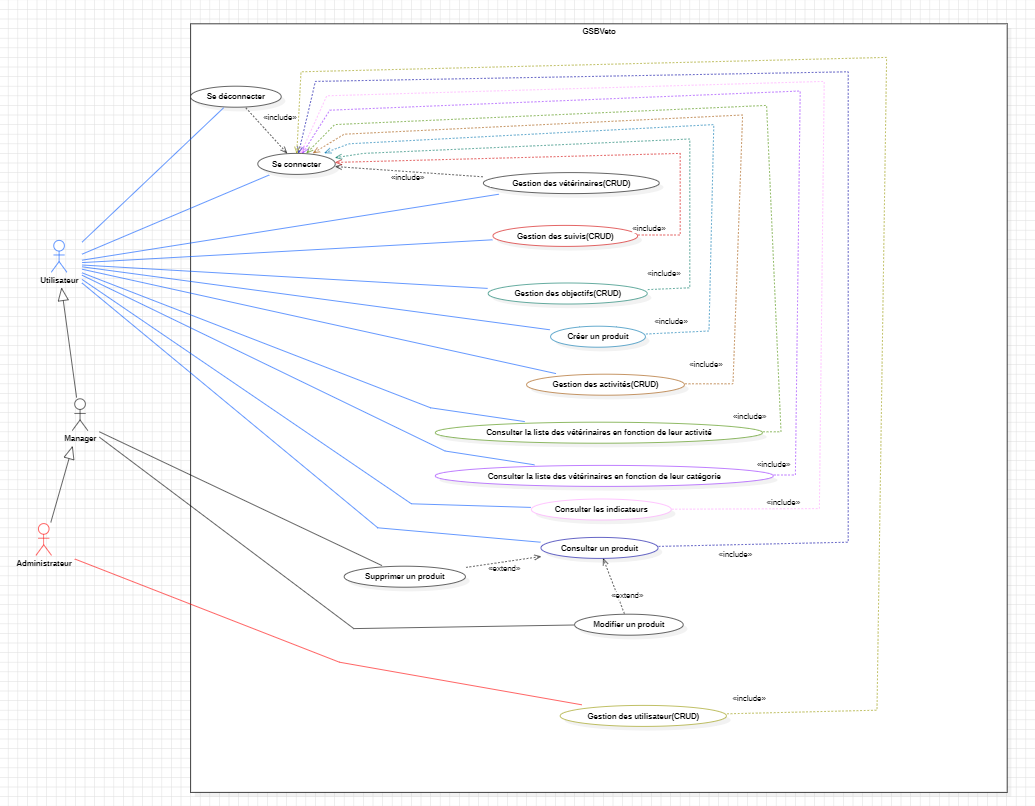 GSBVeto
Se déconnecter
«include»
Se connecter
«include»
Gestion des vétérinaires(CRUD)
Gestion des suivis(CRUD)
«include»
Utilisateur
«include»
Gestion des objectifs(CRUD)
«include»
Créer un produit
«include»
Gestion des activités(CRUD)
Manager
«include»
Consulter la liste des vétérinaires en fonction de leur activité
«include»
Consulter la liste des vétérinaires en fonction de leur catégorie
«include»
Consulter les indicateurs
Consulter un produit
«include»
Administrateur
«extend»
Supprimer un produit
«extend»
Modifier un produit
«include»
Gestion des utilisateur(CRUD)